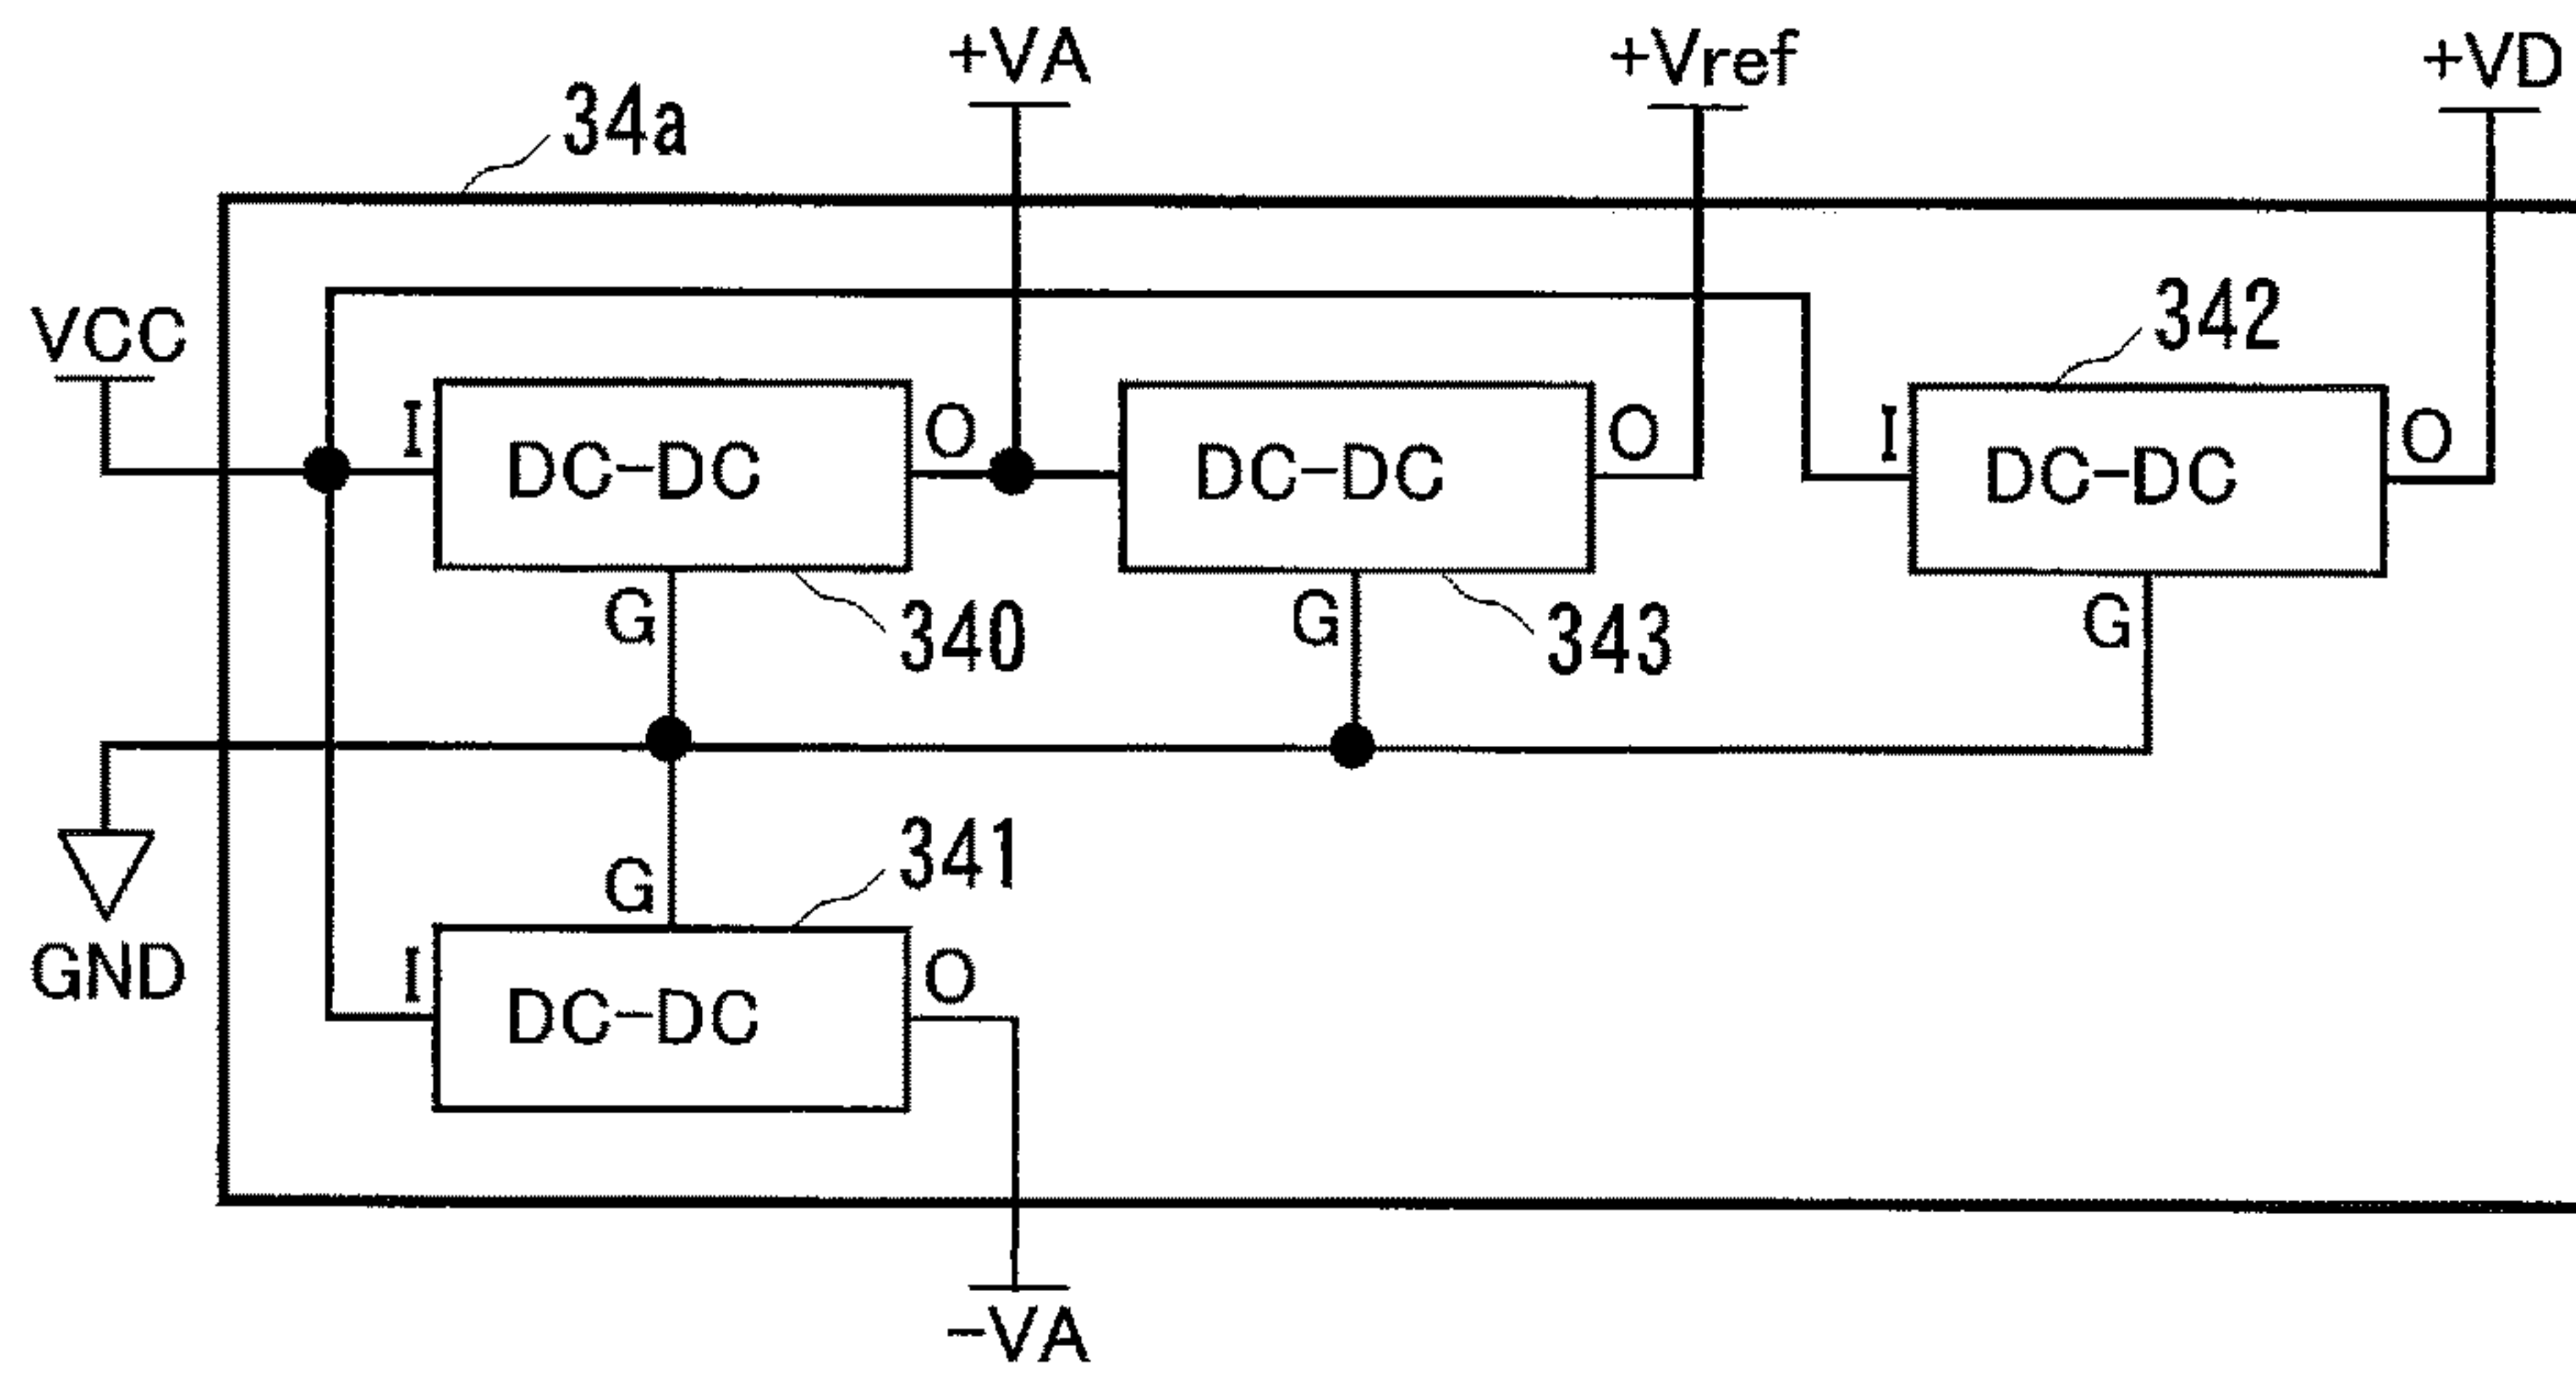 +VA
+Vref
+VD
34a
342
VCC
I
DC-DC
O
DC-DC
O
I
DC-DC
O
G
340
G
343
G
341
G
GND
I
DC-DC
O
-VA